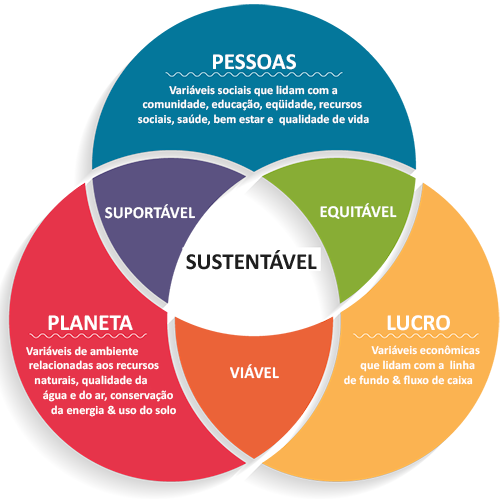 PESSOAS
Variáveis sociais que lidam com a
comunidade, educação, eqüidade, recursos
sociais, saúde, bem estar e qualidade de vida
SUPORTÁVEL
EQUITÁVEL
SUSTENTÁVEL
PLANETA
Variáveis de ambiente
relacionadas aos recursos
naturais, qualidade da
água e do ar, conservação
da energia & uso do solo
LUCRO
Variáveis econômicas
que lidam com a linha
de fundo & fluxo de caixa
VIÁVEL